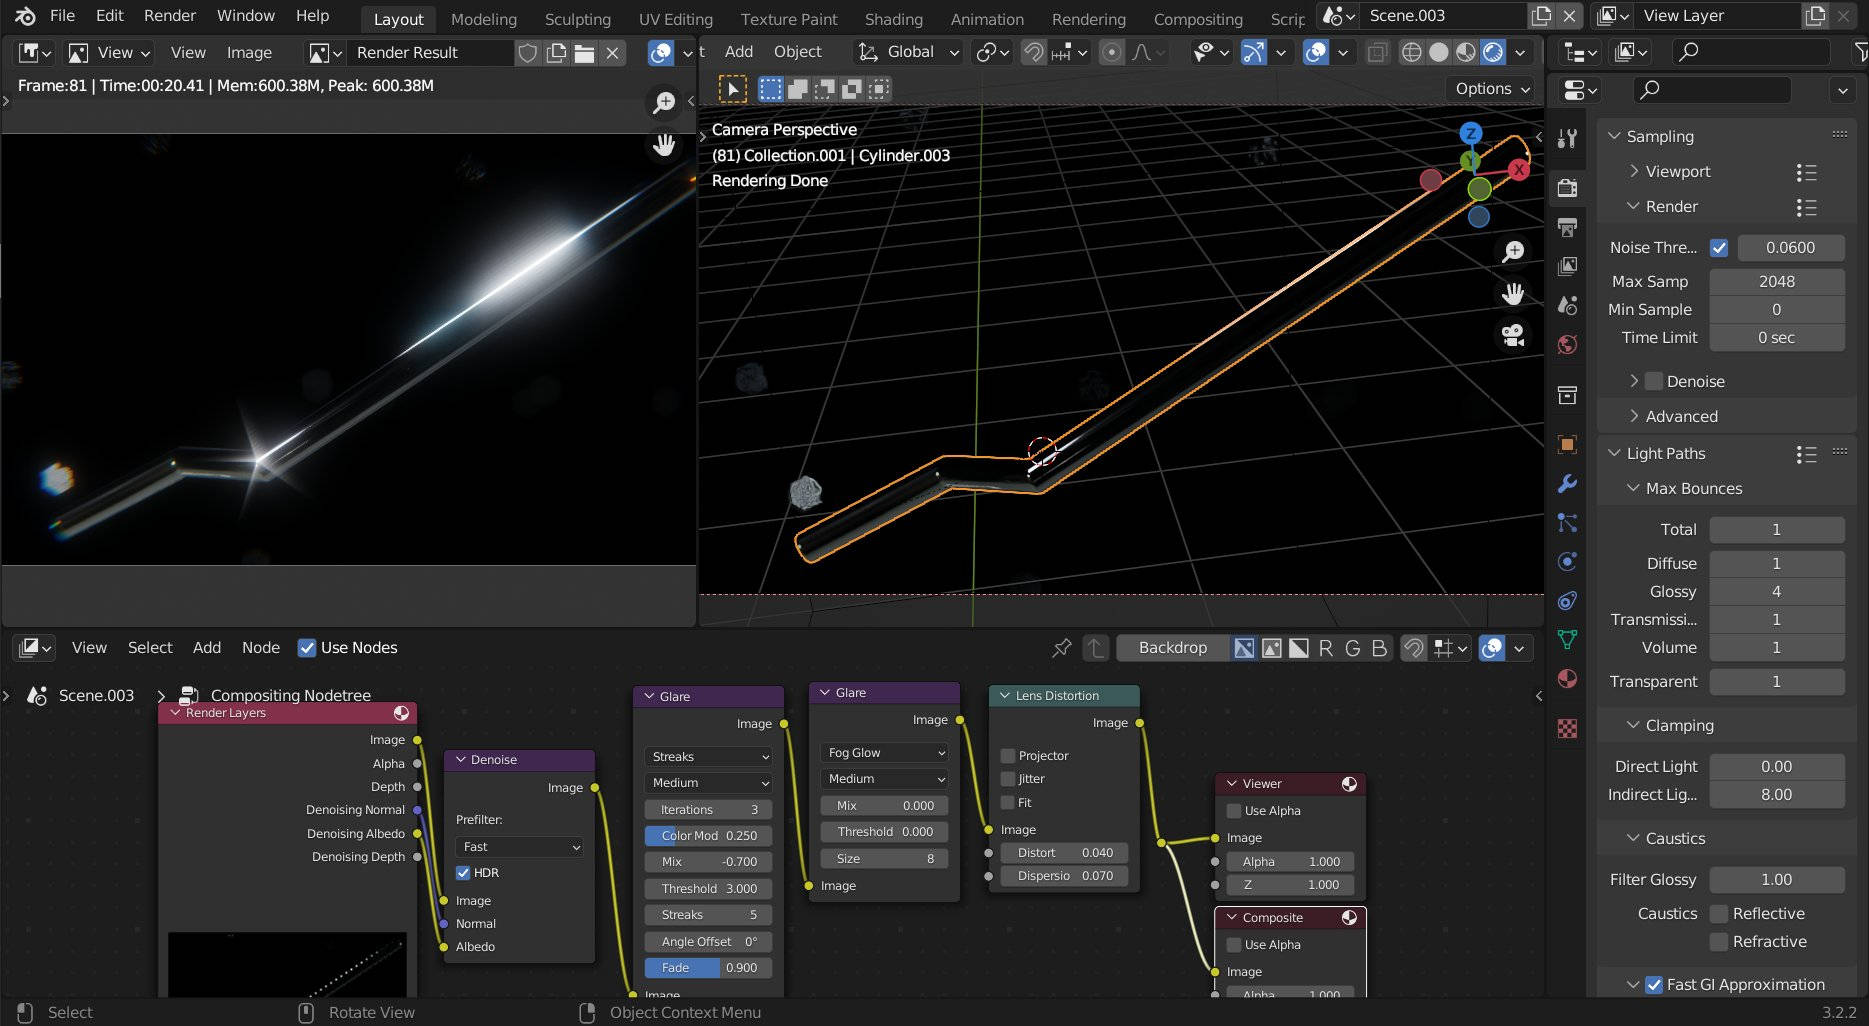 File Edit Render Window Help Layout Modeling Sculpting UV Editing Texture Paint Shading Animation Rendering Compositing Scrip Scene.003 View Layer
View View Image Render Result t Add Object Global
Frame:81 | Time:00:20.41 | Mem:600.38M, Peak: 600.38M
Options
Camera Perspective
(81) Collection.001 | Cylinder.003
Rendering Done
Z
Y
X
Sampling
Viewport
Render
Noise Thre... 0.0600
Max Samp 2048
Min Sample 0
Time Limit 0 sec
Denoise
Advanced
Light Paths
Max Bounces
Total 1
Diffuse 1
Glossy 4
Transmissi... 1
Volume 1
Transparent 1
Clamping
Direct Light 0.00
Indirect Lig... 8.00
Caustics
Filter Glossy 1.00
Caustics Reflective
Refractive
Fast GI Approximation
View Select Add Node Use Nodes Backdrop R G B
Scene.003 > Compositing Nodetree
Render Layers
Image
Alpha
Depth
Denoising Normal
Denoising Albedo
Denoising Depth
Denoise
Image
Prefilter:
Fast
HDR
Image
Normal
Albedo
Glare
Image
Streaks
Medium
Iterations 3
Color Mod 0.250
Mix -0.700
Threshold 3.000
Streaks 5
Angle Offset 0°
Fade 0.900
Image
Glare
Image
Fog Glow
Medium
Mix 0.000
Threshold 0.000
Size 8
Image
Lens Distortion
Image
Projector
Jitter
Fit
Image
Distort 0.040
Dispersio 0.070
Viewer
Use Alpha
Image
Alpha 1.000
Z 1.000
Composite
Use Alpha
Image
Alpha 1.000
Select Rotate View Object Context Menu 3.2.2